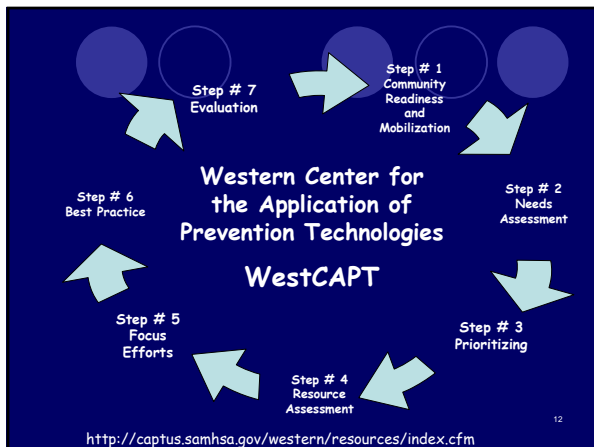 Step # 1
Community
Readiness
and
Mobilization
Step # 2
Needs
Assessment
Step # 3
Prioritizing
Step # 4
Resource
Assessment
Step # 5
Focus
Efforts
Step # 6
Best Practice
Step # 7
Evaluation
Western Center for
the Application of
Prevention Technologies
WestCAPT
12
http://captus.samhsa.gov/western/resources/index.cfm